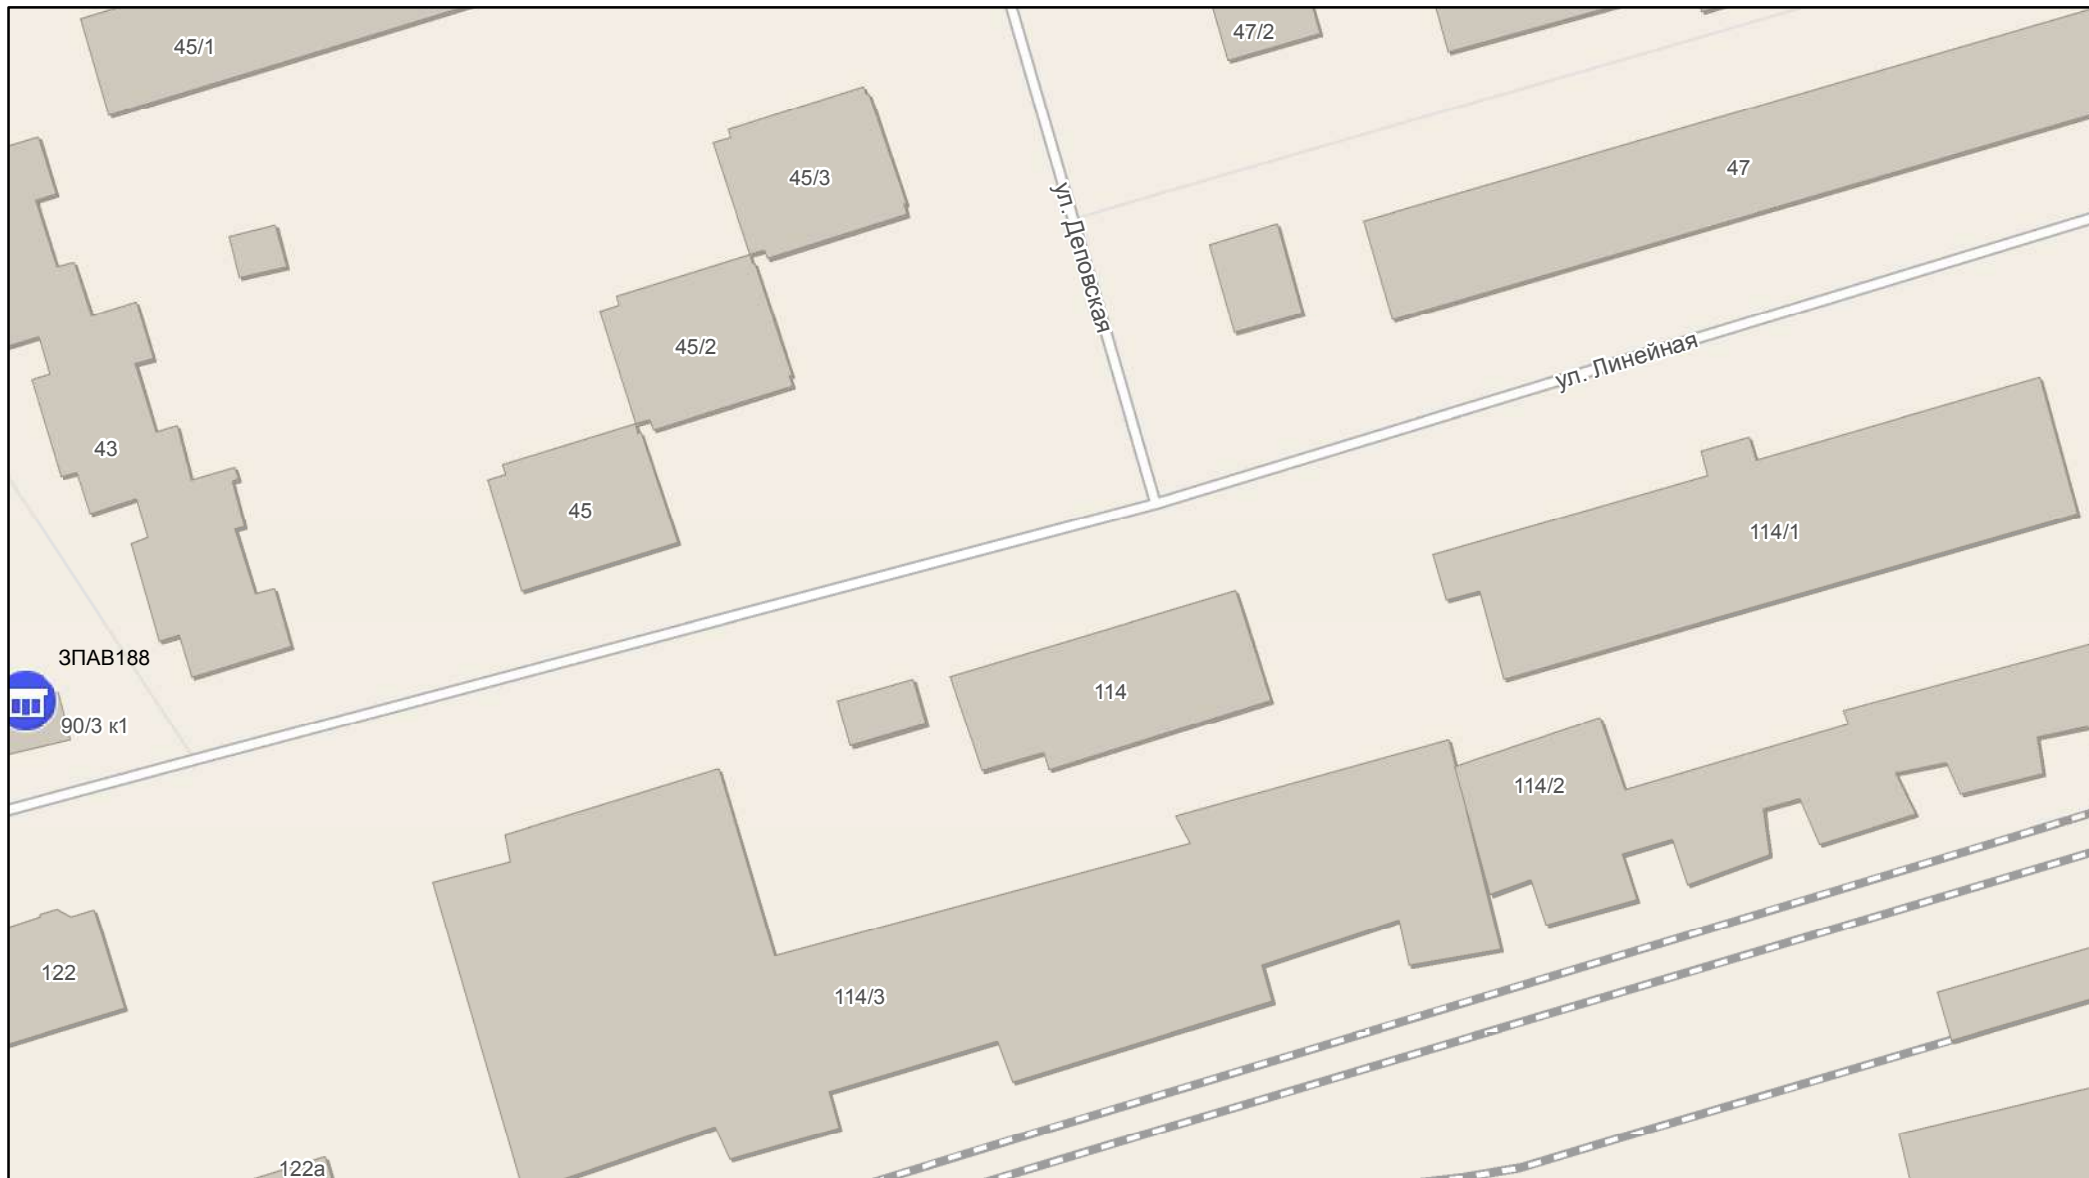 45/1
47/2
45/3
47
ул. Деповская
45/2
ул. Линейная
43
45
114/1
ЗПАВ188
114
90/3 к1
114/2
122
114/3
122а